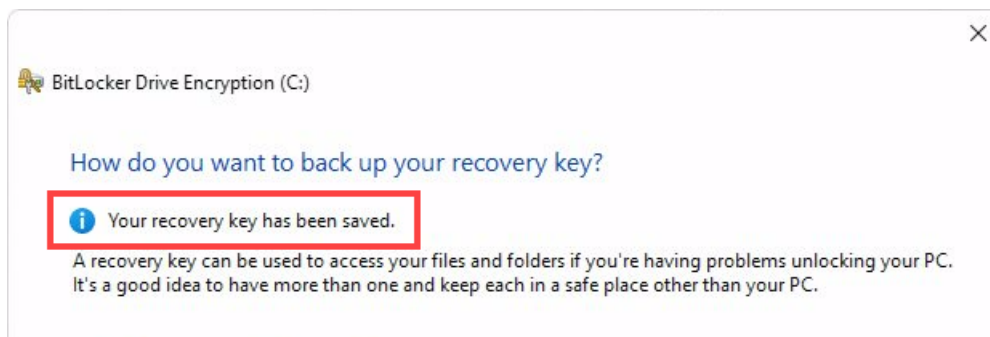 BitLocker Drive Encryption (C:)
How do you want to back up your recovery key?
Your recovery key has been saved.
A recovery key can be used to access your files and folders if you're having problems unlocking your PC.
It's a good idea to have more than one and keep each in a safe place other than your PC.